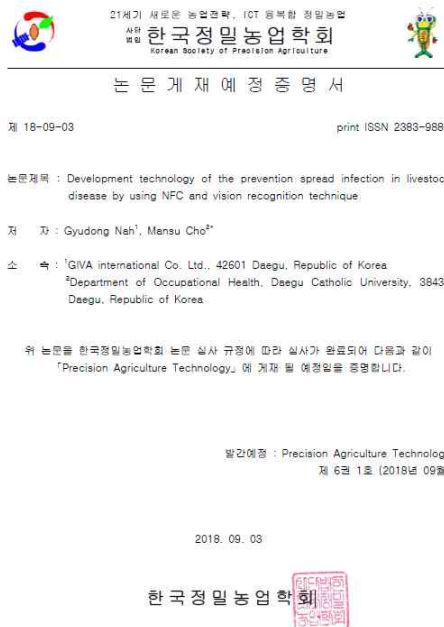 21세기 새로운 농업전략, ICT 융복합 정밀농업
사단법인 한국정밀농업학회
Korean Society of Precision Agriculture
논 문 게 재 예 정 증 명 서
제 18-09-03 print ISSN 2383-988
논문제목 : Development technology of the prevention spread infection in livestoc
disease by using NFC and vision recognition technique
저 자 : Gyudong Nah¹, Mansu Cho²*
소 속 : ¹GIVA international Co. Ltd., 42601 Daegu, Republic of Korea
²Department of Occupational Health, Daegu Catholic University, 3843
Daegu, Republic of Korea
위 논문을 한국정밀농업학회 논문 심사 규정에 따라 심사가 완료되어 다음과 같이
「Precision Agriculture Technology」에 게재 될 예정임을 증명합니다.
발간예정 : Precision Agriculture Technolog
제 6권 1호 (2018년 09월
2018. 09. 03
한국정밀농업학회